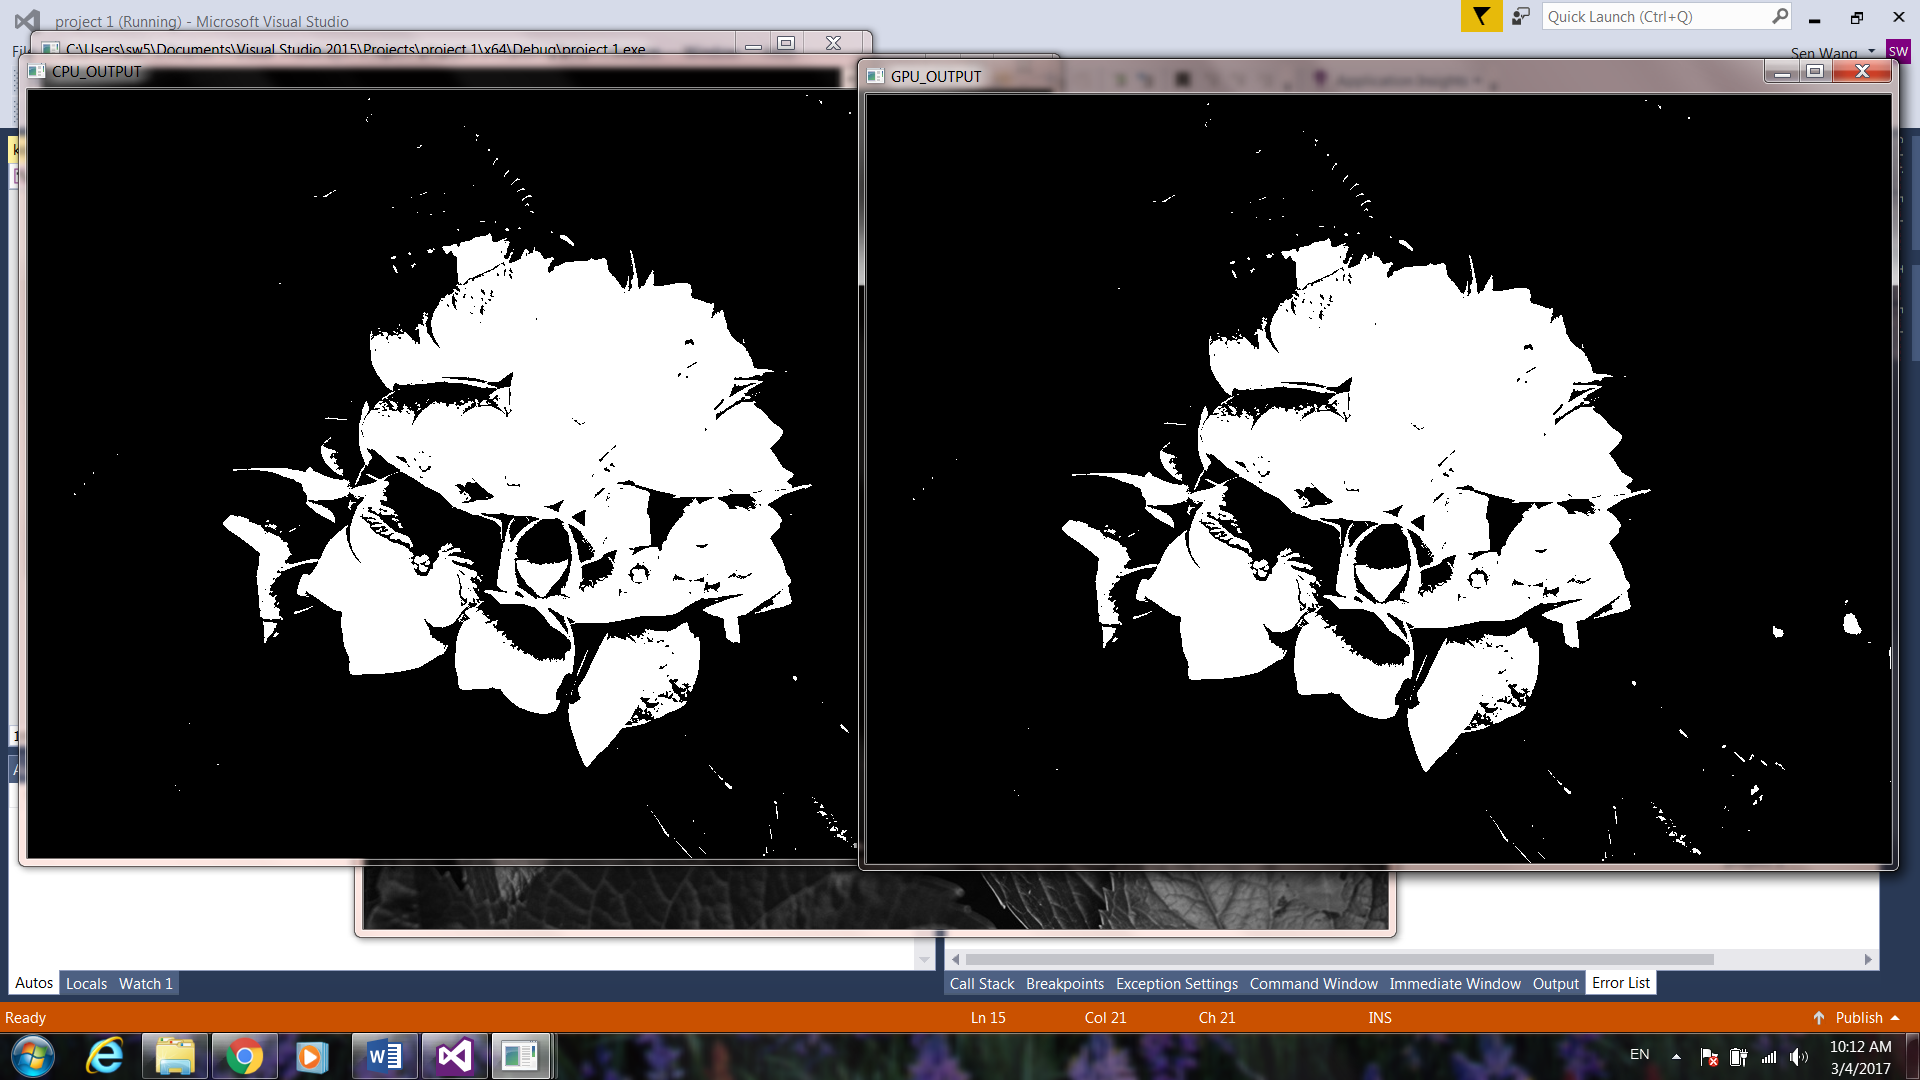 project 1 (Running) - Microsoft Visual Studio
Quick Launch (Ctrl+Q)
Sen Wang
SW
C:\Users\sw5\Documents\Visual Studio 2015\Projects\project 1\x64\Debug\project 1.exe
CPU_OUTPUT
GPU_OUTPUT
Application Insights
Autos
Locals
Watch 1
Call Stack
Breakpoints
Exception Settings
Command Window
Immediate Window
Output
Error List
Ready
Ln 15
Col 21
Ch 21
INS
Publish
EN
10:12 AM
3/4/2017